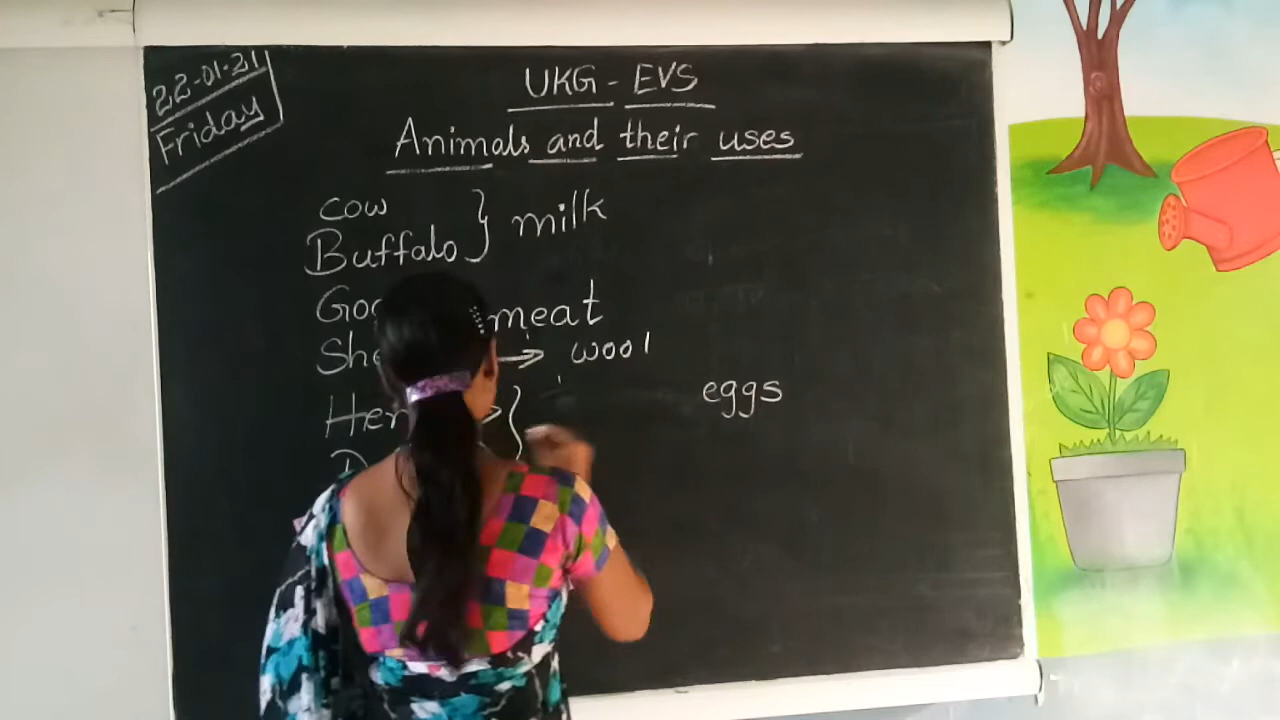 22-01-21
Friday
UKG - EVS
Animals and their uses
cow
Buffalo } milk
meat
→ wool
eggs